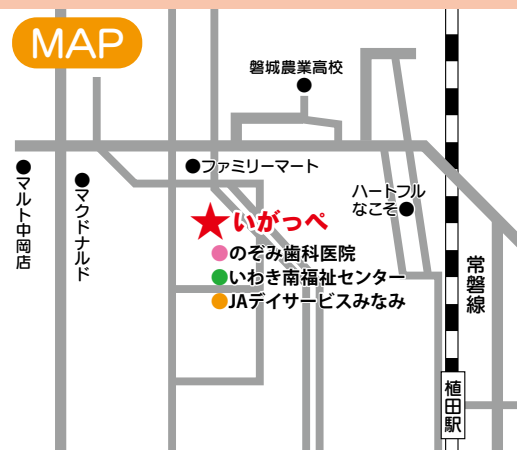 MAP
磐城農業高校
ファミリーマート
マルト中岡店
マクドナルド
ハートフル
なこそ
いがっぺ
のぞみ歯科医院
いわき南福祉センター
JAデイサービスみなみ
常磐線
植田駅